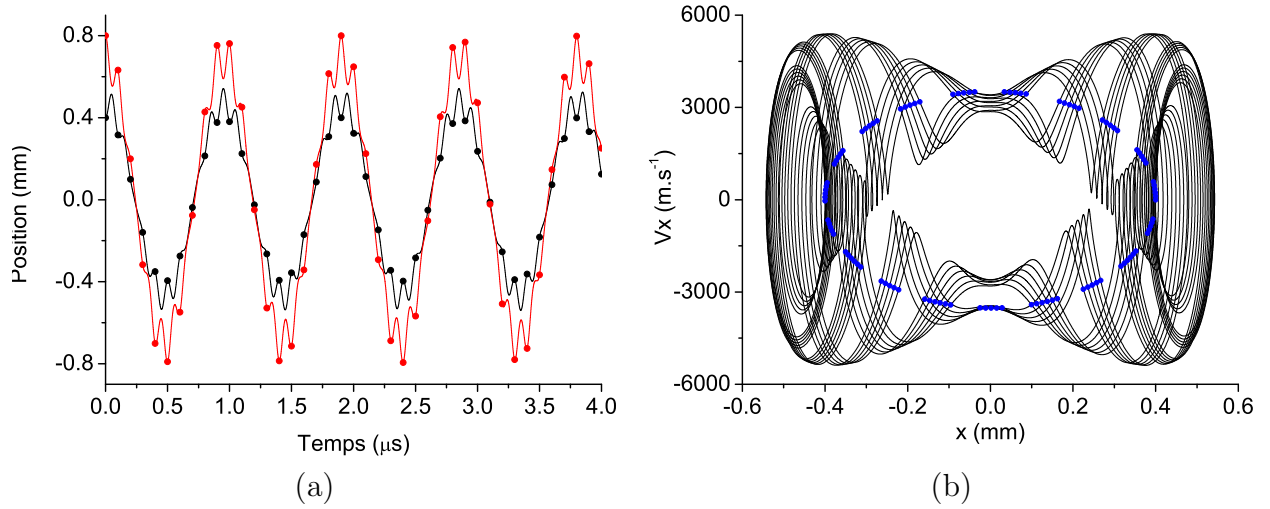 0.8
0.4
0.0
-0.4
-0.8
Position (mm)
0.0 0.5 1.0 1.5 2.0 2.5 3.0 3.5 4.0
Temps (μs)
(a)
6000
3000
0
-3000
-6000
Vx (m.s-1)
-0.6 -0.4 -0.2 0.0 0.2 0.4 0.6
x (mm)
(b)